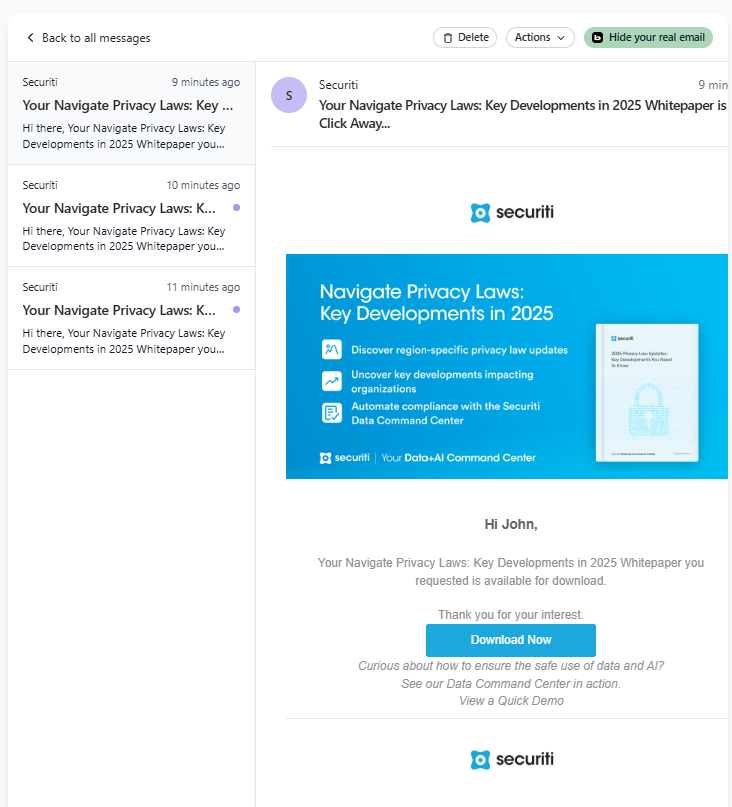 Back to all messages
Delete
Actions
Hide your real email
Securiti
9 minutes ago
Your Navigate Privacy Laws: Key ...
Hi there, Your Navigate Privacy Laws: Key
Developments in 2025 Whitepaper you...
Securiti
10 minutes ago
Your Navigate Privacy Laws: K...
Hi there, Your Navigate Privacy Laws: Key
Developments in 2025 Whitepaper you...
Securiti
11 minutes ago
Your Navigate Privacy Laws: K...
Hi there, Your Navigate Privacy Laws: Key
Developments in 2025 Whitepaper you...
S
Securiti
9 min
Your Navigate Privacy Laws: Key Developments in 2025 Whitepaper is
Click Away...
securiti
Navigate Privacy Laws:
Key Developments in 2025
Discover region-specific privacy law updates
Uncover key developments impacting
organizations
Automate compliance with the Securiti
Data Command Center
securiti | Your Data+AI Command Center
securiti
2025 Privacy Law Updates:
Key Developments You Need
to Know
Hi John,
Your Navigate Privacy Laws: Key Developments in 2025 Whitepaper you
requested is available for download.
Thank you for your interest.
Download Now
Curious about how to ensure the safe use of data and AI?
See our Data Command Center in action.
View a Quick Demo
securiti